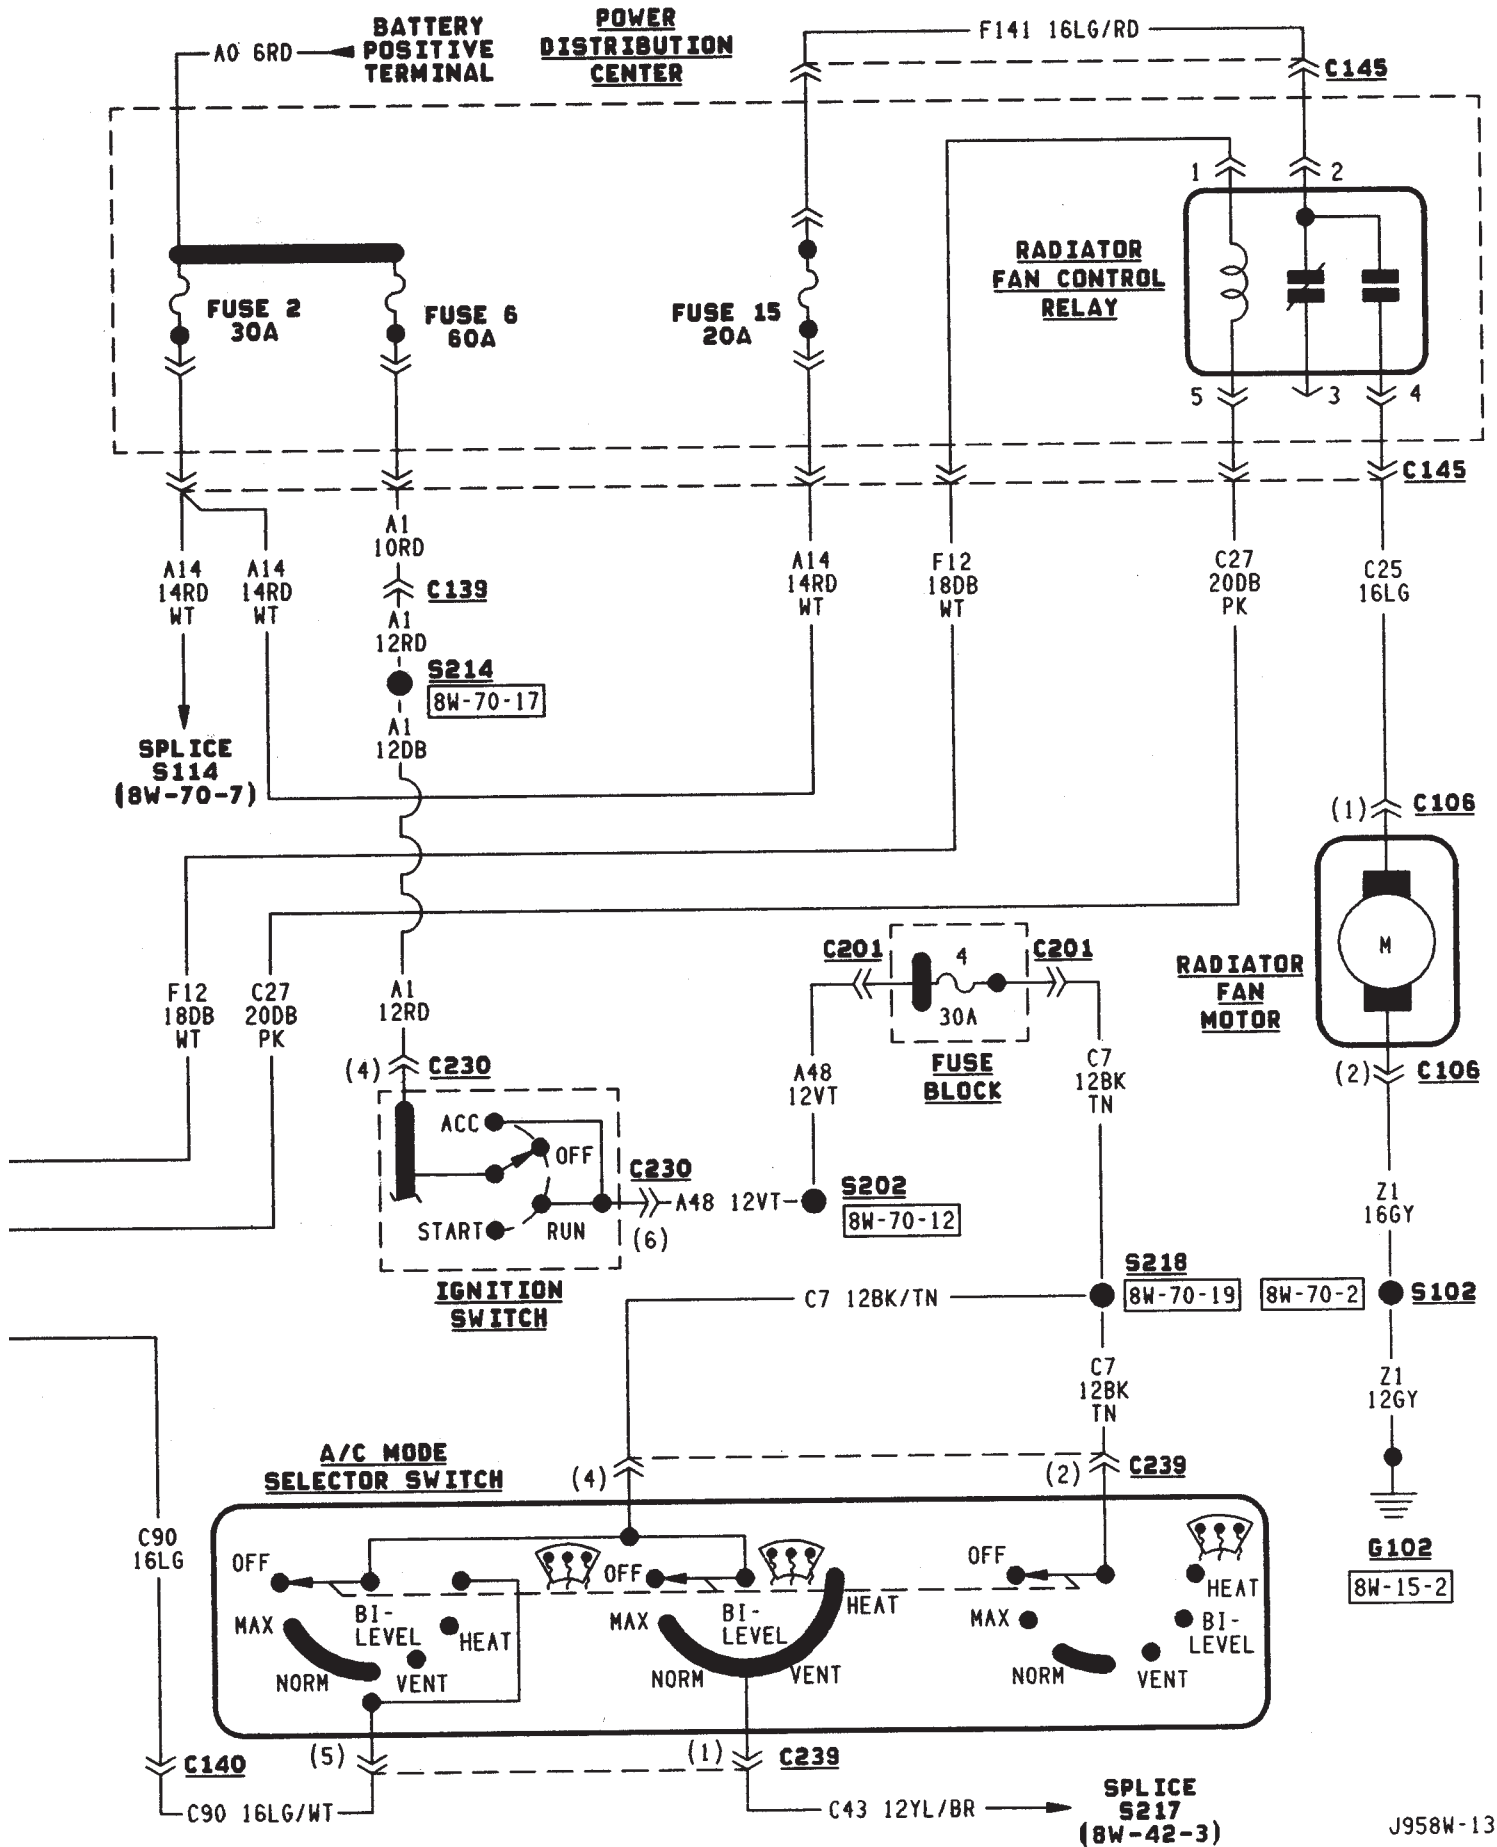 BATTERY
POSITIVE
TERMINAL
A0 6RD
POWER
DISTRIBUTION
CENTER
F141 16LG/RD
C145
1
2
RADIATOR
FAN CONTROL
RELAY
FUSE 2
30A
FUSE 6
60A
FUSE 15
20A
5
3
4
C145
A14
14RD
WT
A14
14RD
WT
A1
10RD
C139
A1
12RD
S214
8W-70-17
A1
12DB
A14
14RD
WT
F12
18DB
WT
C27
20DB
PK
C25
16LG
SPLICE
S114
(8W-70-7)
(1)
C106
M
RADIATOR
FAN
MOTOR
(2)
C106
F12
18DB
WT
C27
20DB
PK
A1
12RD
(4)
C230
C201
4
30A
C201
FUSE
BLOCK
A48
12VT
C7
12BK
TN
ACC
OFF
START
RUN
C230
(6)
A48 12VT
S202
8W-70-12
IGNITION
SWITCH
Z1
16GY
S218
8W-70-19
8W-70-2
S102
C7 12BK/TN
C7
12BK
TN
Z1
12GY
G102
8W-15-2
A/C MODE
SELECTOR SWITCH
(4)
(2)
C239
C90
16LG
OFF
MAX
NORM
BI-
LEVEL
VENT
HEAT
OFF
MAX
NORM
BI-
LEVEL
VENT
HEAT
OFF
MAX
NORM
VENT
BI-
LEVEL
HEAT
C140
(5)
(1)
C239
C90 16LG/WT
C43 12YL/BR
SPLICE
S217
(8W-42-3)
J958W-13